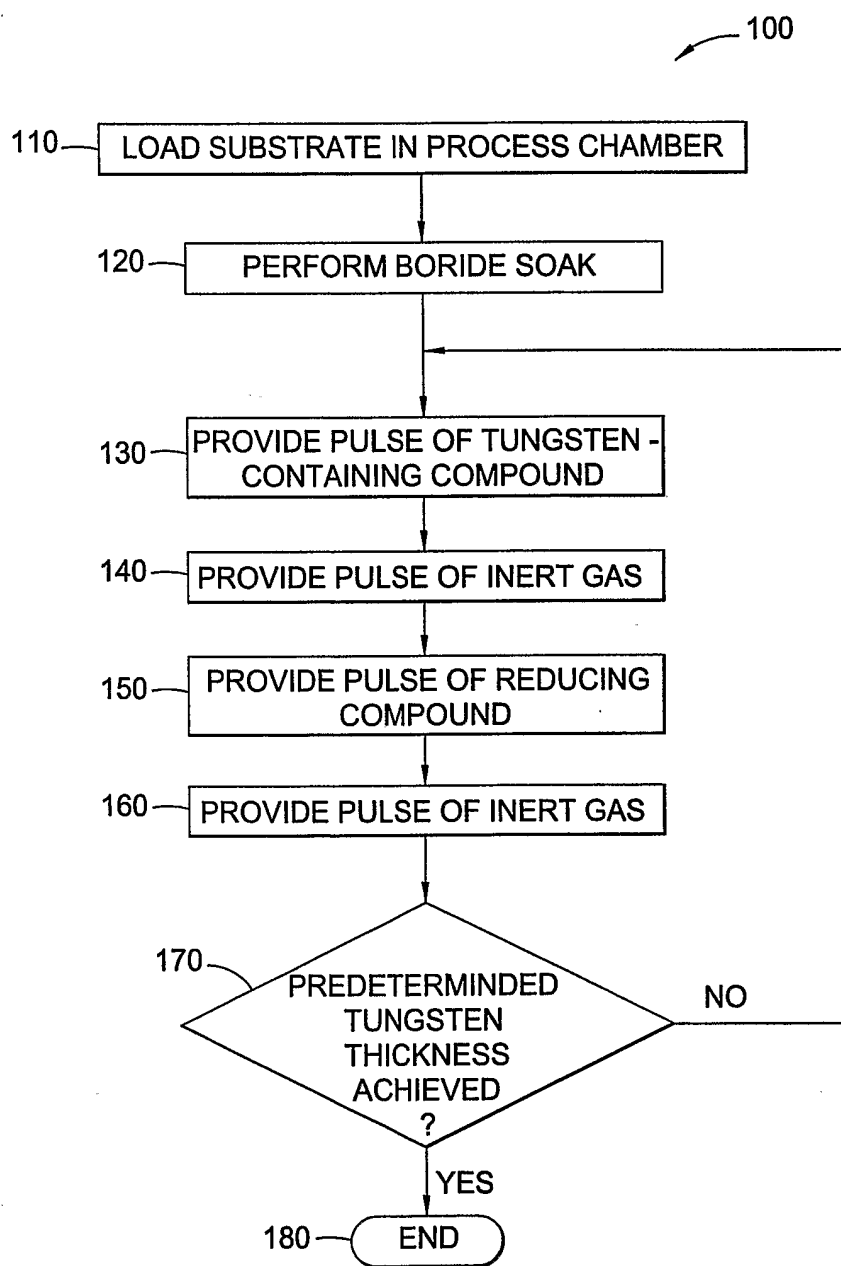 100
110
LOAD SUBSTRATE IN PROCESS CHAMBER
120
PERFORM BORIDE SOAK
130
PROVIDE PULSE OF TUNGSTEN -
CONTAINING COMPOUND
140
PROVIDE PULSE OF INERT GAS
150
PROVIDE PULSE OF REDUCING
COMPOUND
160
PROVIDE PULSE OF INERT GAS
170
PREDETERMINDED
TUNGSTEN
THICKNESS
ACHIEVED
?
NO
YES
180
END